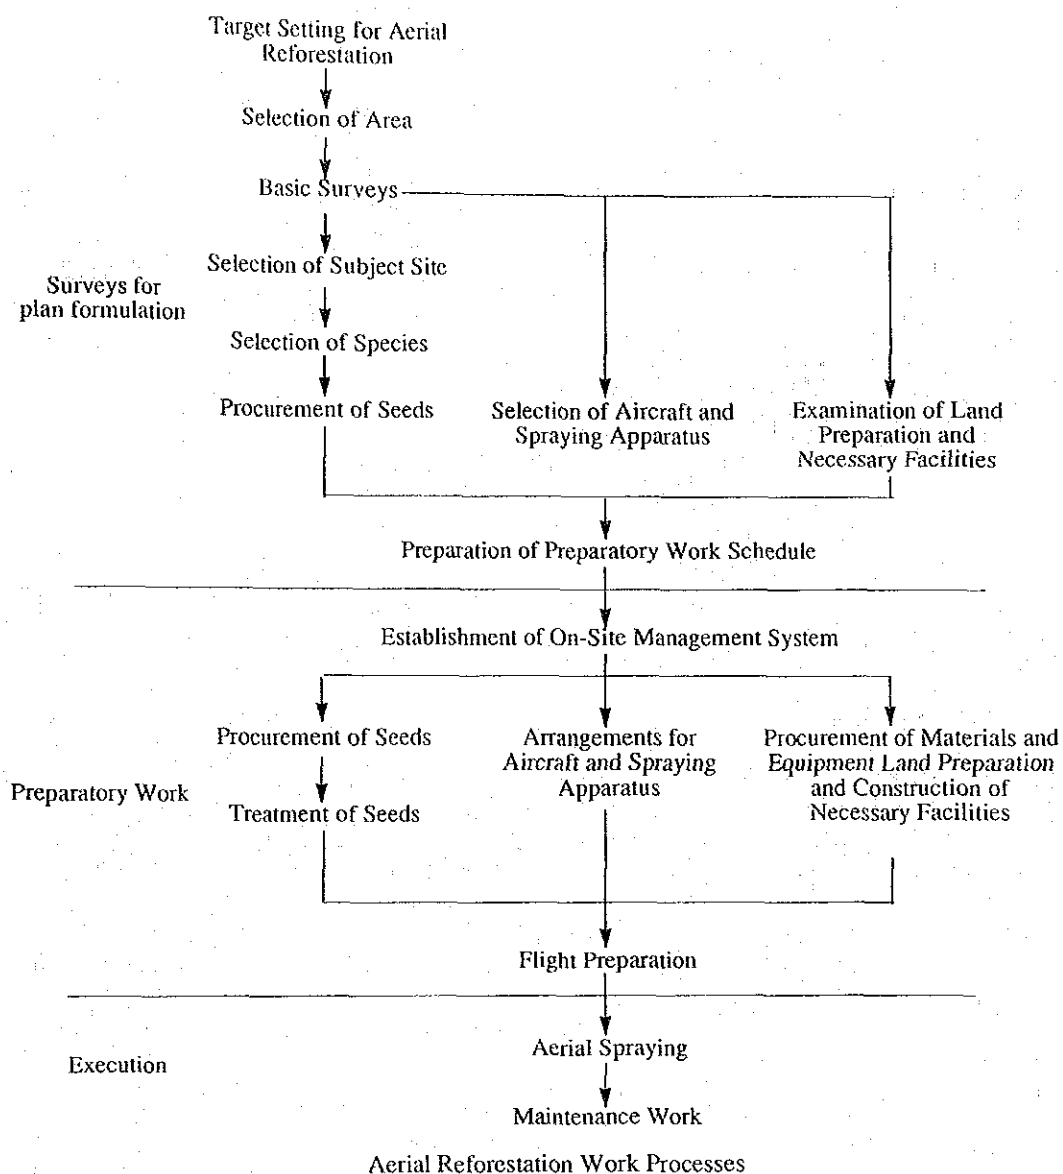 Target Setting for Aerial
Reforestation
Selection of Area
Basic Surveys
Selection of Subject Site
Surveys for
plan formulation
Selection of Species
Procurement of Seeds
Selection of Aircraft and
Spraying Apparatus
Examination of Land
Preparation and
Necessary Facilities
Preparation of Preparatory Work Schedule
Establishment of On-Site Management System
Procurement of Seeds
Arrangements for
Aircraft and Spraying
Apparatus
Procurement of Materials and
Equipment Land Preparation
and Construction of
Necessary Facilities
Preparatory Work
Treatment of Seeds
Flight Preparation
Aerial Spraying
Execution
Maintenance Work
Aerial Reforestation Work Processes